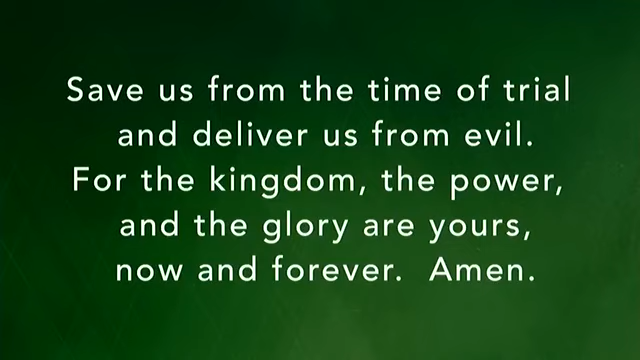 Save us from the time of trial
and deliver us from evil.
For the kingdom, the power,
and the glory are yours,
now and forever.  Amen.